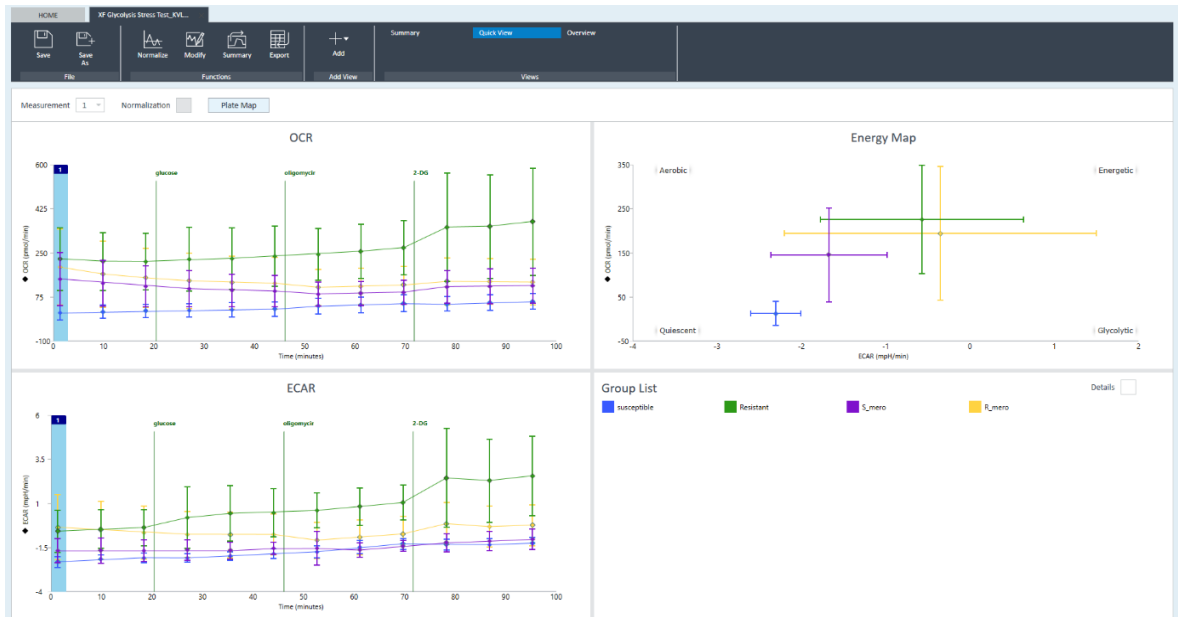 HOME
XF Glycolysis Stress Test_KVL...
Save
Save As
Normalize
Modify
Summary
Export
Add
Summary
Quick View
Overview
File
Functions
Add View
Views
Measurement 1 Normalization Plate Map
OCR
600
425
250
75
-100
◆ OCR (pmol/min)
1
glucose
oligomycir
2-DG
0 10 20 30 40 50 60 70 80 90 100
Time (minutes)
Energy Map
350
250
150
50
-50
◆ OCR (pmol/min)
Aerobic
Energetic
Quiescent
Glycolytic
-4 -3 -2 -1 0 1 2
ECAR (mpH/min)
ECAR
6
3.5
1
-1.5
-4
◆ ECAR (mpH/min)
1
glucose
oligomycir
2-DG
0 10 20 30 40 50 60 70 80 90 100
Time (minutes)
Group List
Details
susceptible
Resistant
S_mero
R_mero